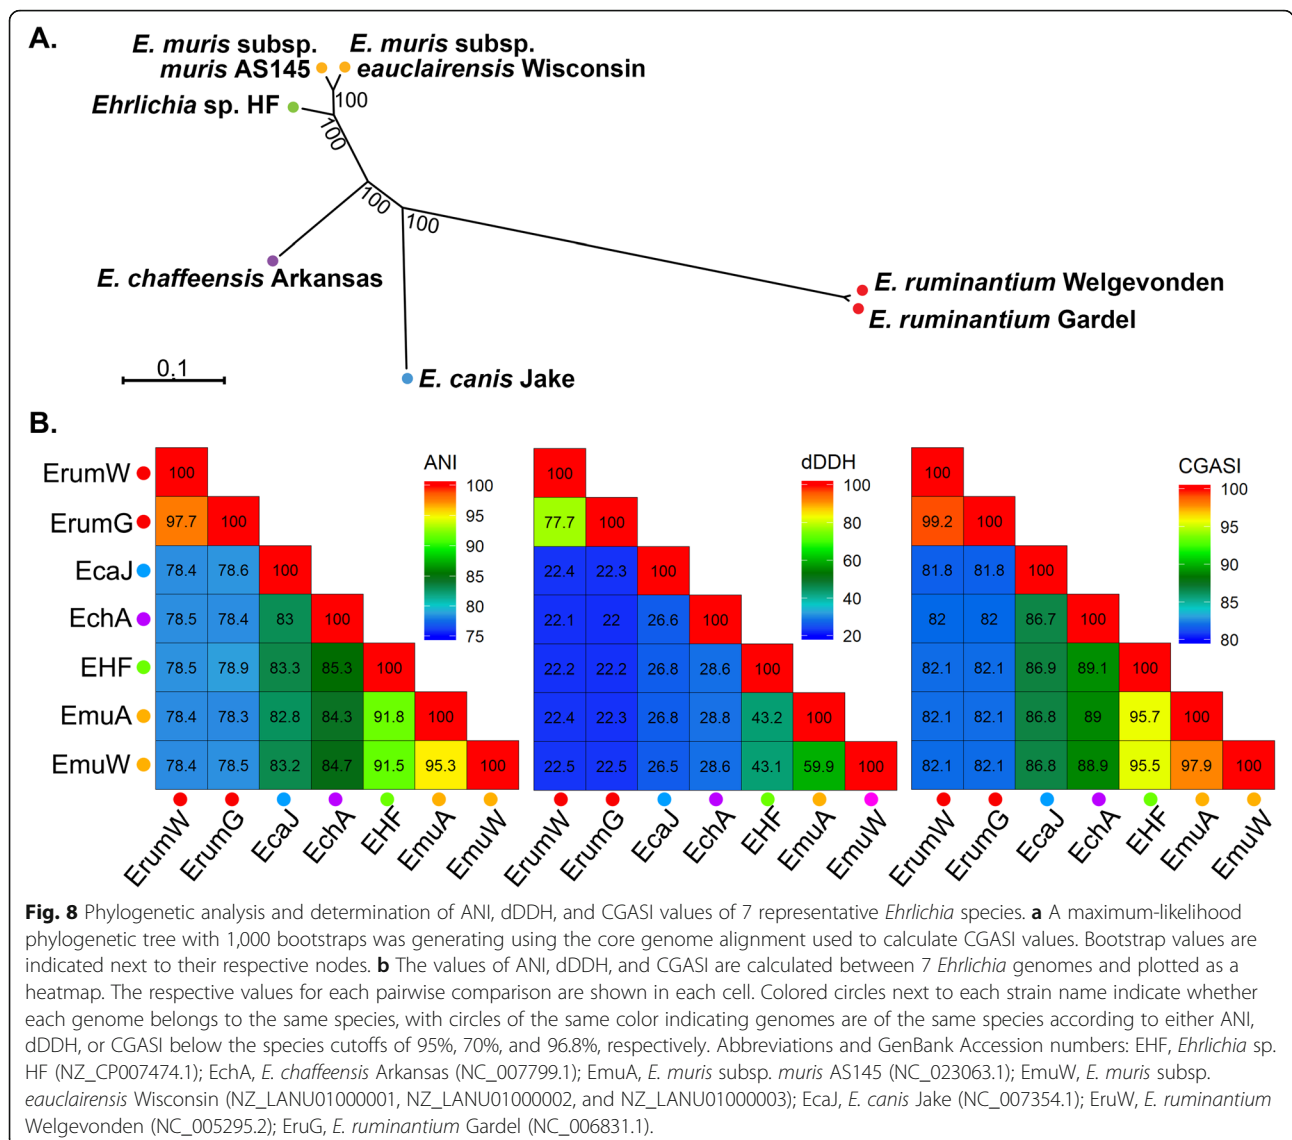 A.
E. muris subsp. E. muris subsp.
muris AS145 eauclairensis Wisconsin
100
Ehrlichia sp. HF
100
100
100
E. chaffeensis Arkansas
E. ruminantium Welgevonden
E. ruminantium Gardel
0.1
E. canis Jake
B.
ErumW 100
ErumG 97.7 100
EcaJ 78.4 78.6 100
EchA 78.5 78.4 83 100
EHF 78.5 78.9 83.3 85.3 100
EmuA 78.4 78.3 82.8 84.3 91.8 100
EmuW 78.4 78.5 83.2 84.7 91.5 95.3 100
ErumW ErumG EcaJ EchA EHF EmuA EmuW
ANI
100
95
90
85
80
75
100
77.7 100
22.4 22.3 100
22.1 22 26.6 100
22.2 22.2 26.8 28.6 100
22.4 22.3 26.8 28.8 43.2 100
22.5 22.5 26.5 28.6 43.1 59.9 100
ErumW ErumG EcaJ EchA EHF EmuA EmuW
dDDH
100
80
60
40
20
100
99.2 100
81.8 81.8 100
82 82 86.7 100
82.1 82.1 86.9 89.1 100
82.1 82.1 86.8 89 95.7 100
82.1 82.1 86.8 88.9 95.5 97.9 100
ErumW ErumG EcaJ EchA EHF EmuA EmuW
CGASI
100
95
90
85
80
Fig. 8 Phylogenetic analysis and determination of ANI, dDDH, and CGASI values of 7 representative Ehrlichia species. a A maximum-likelihood
phylogenetic tree with 1,000 bootstraps was generating using the core genome alignment used to calculate CGASI values. Bootstrap values are
indicated next to their respective nodes. b The values of ANI, dDDH, and CGASI are calculated between 7 Ehrlichia genomes and plotted as a
heatmap. The respective values for each pairwise comparison are shown in each cell. Colored circles next to each strain name indicate whether
each genome belongs to the same species, with circles of the same color indicating genomes are of the same species according to either ANI,
dDDH, or CGASI below the species cutoffs of 95%, 70%, and 96.8%, respectively. Abbreviations and GenBank Accession numbers: EHF, Ehrlichia sp.
HF (NZ_CP007474.1); EchA, E. chaffeensis Arkansas (NC_007799.1); EmuA, E. muris subsp. muris AS145 (NC_023063.1); EmuW, E. muris subsp.
eauclairensis Wisconsin (NZ_LANU01000001, NZ_LANU01000002, and NZ_LANU01000003); EcaJ, E. canis Jake (NC_007354.1); EruW, E. ruminantium
Welgevonden (NC_005295.2); EruG, E. ruminantium Gardel (NC_006831.1).